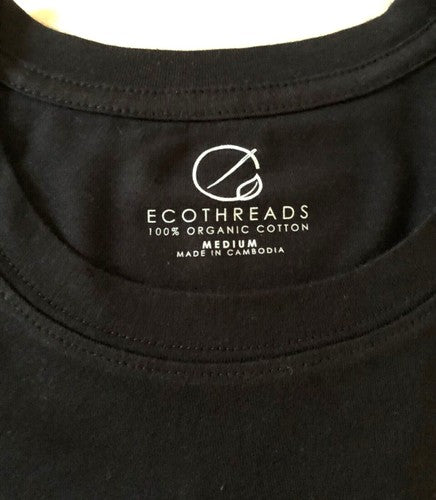 ECOTHREADS
100% ORGANIC COTTON
MEDIUM
MADE IN CAMBODIA